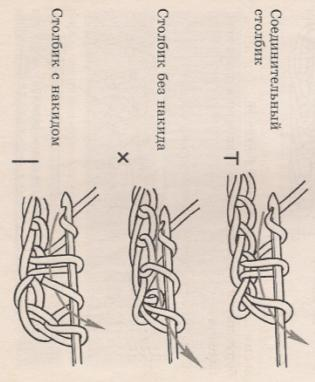 Соединительный
столбик
Столбик без накида
Столбик с накидом